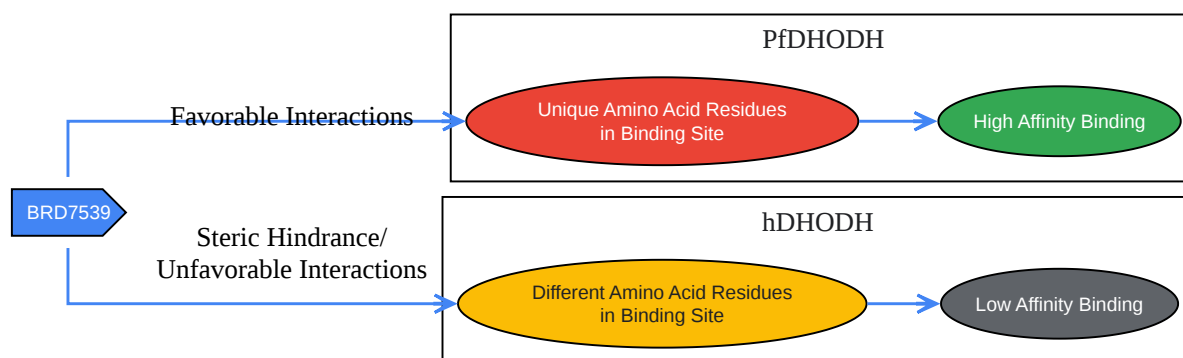 PfDHODH
Favorable Interactions
Unique Amino Acid Residues
in Binding Site
High Affinity Binding
BRD7539
hDHODH
Steric Hindrance/
Unfavorable Interactions
Different Amino Acid Residues
in Binding Site
Low Affinity Binding